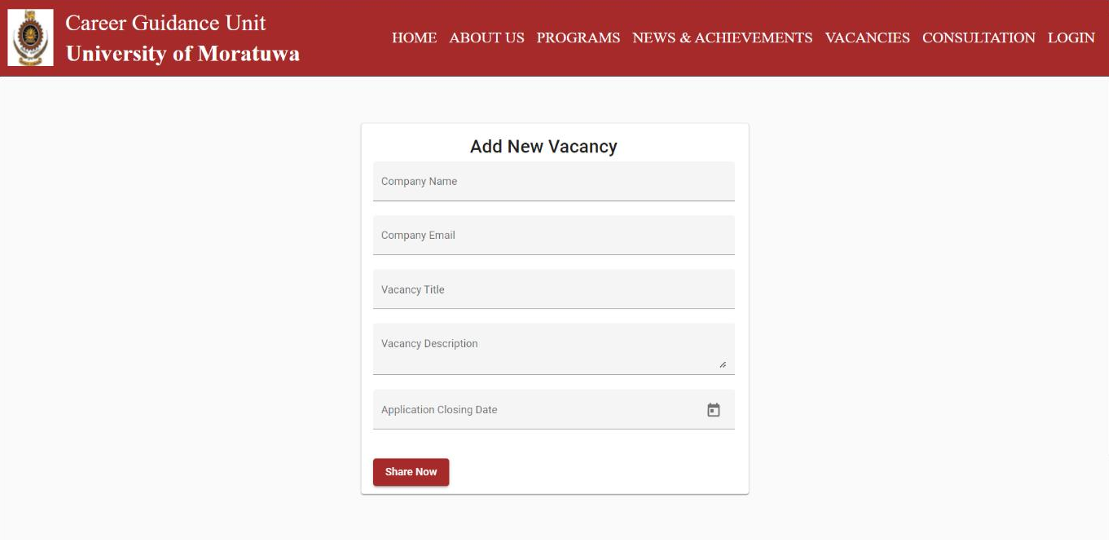 Career Guidance Unit
University of Moratuwa
HOME ABOUT US PROGRAMS NEWS & ACHIEVEMENTS VACANCIES CONSULTATION LOGIN
Add New Vacancy
Company Name
Company Email
Vacancy Title
Vacancy Description
Application Closing Date
Share Now